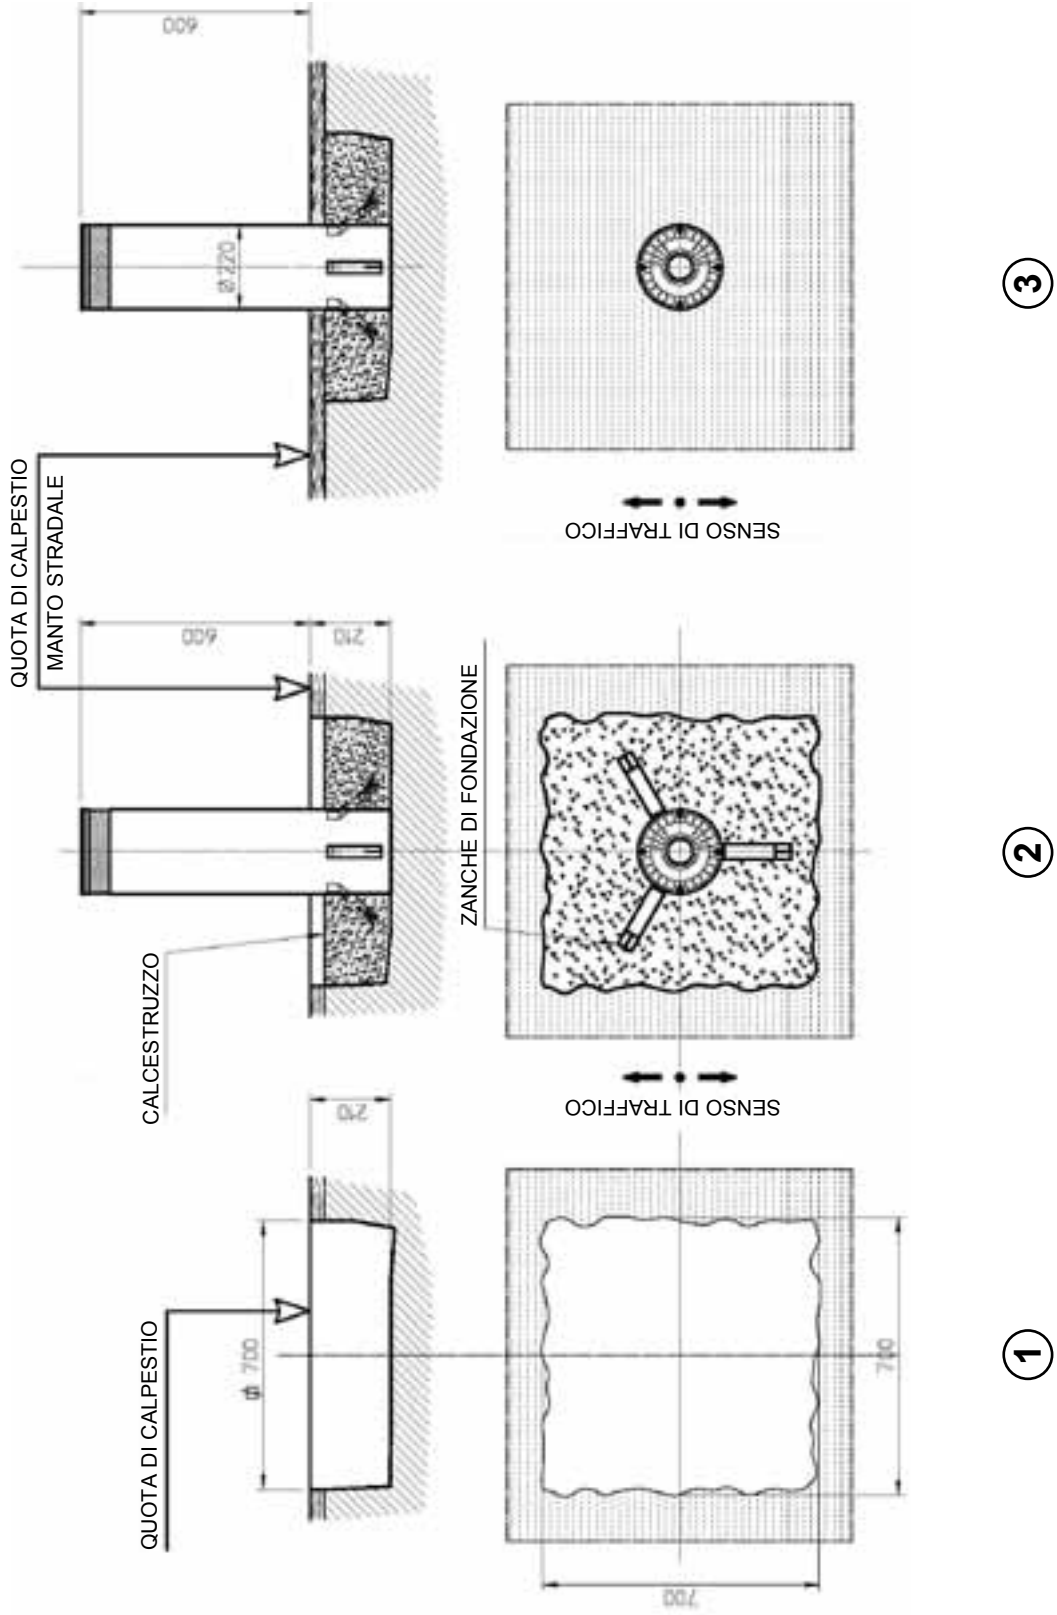 QUOTA DI CALPESTIO
⌀ 700
210
700
700
1
CALCESTRUZZO
600
210
ZANCHE DI FONDAZIONE
SENSO DI TRAFFICO
2
QUOTA DI CALPESTIO
MANTO STRADALE
600
Ø 220
SENSO DI TRAFFICO
3